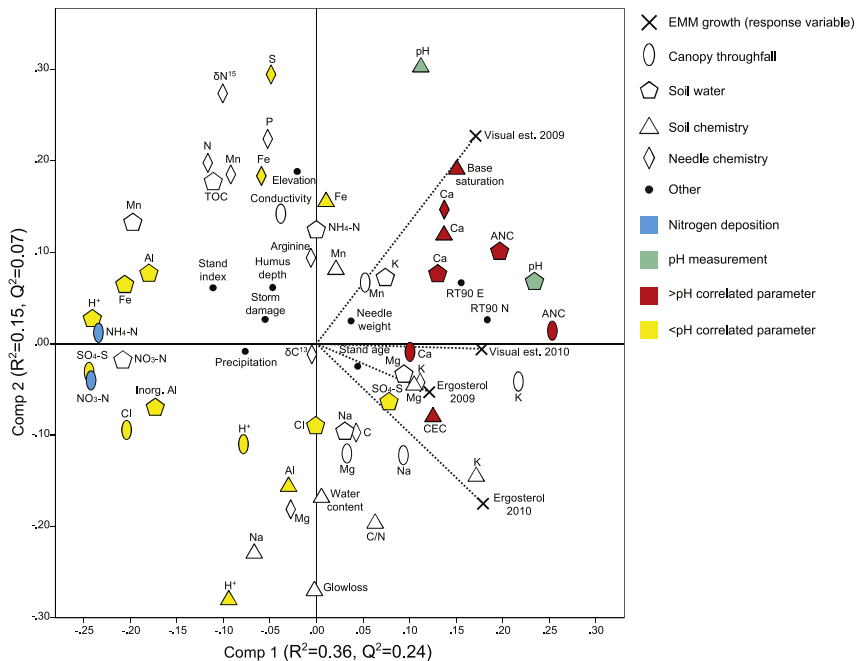 .30
.20
.10
.00
-.10
-.20
-.30
-.25
-.20
-.15
-.10
-.05
.00
.05
.10
.15
.20
.25
.30
Comp 2 (R²=0.15, Q²=0.07)
Comp 1 (R²=0.36, Q²=0.24)
S
pH
δN¹⁵
Visual est. 2009
P
N
Mn
Fe
Elevation
Base
saturation
TOC
Conductivity
Fe
Ca
Mn
NH₄-N
Ca
ANC
Arginine
Al
Stand
index
Humus
depth
Mn
K
Ca
pH
Fe
Mn
RT90 E
H⁺
Storm
damage
Needle
weight
RT90 N
ANC
NH₄-N
SO₄-S
NO₃-N
Precipitation
δC¹³
Stand age
Ca
Visual est. 2010
Mg
K
NO₃-N
Inorg. Al
SO₄-S
Mg
Ergosterol
2009
K
Cl
H⁺
Cl
Na
C
CEC
Mg
Na
Al
K
Mg
Water
content
Ergosterol
2010
Na
C/N
H⁺
Glowloss
EMM growth (response variable)
Canopy throughfall
Soil water
Soil chemistry
Needle chemistry
Other
Nitrogen deposition
pH measurement
>pH correlated parameter
<pH correlated parameter